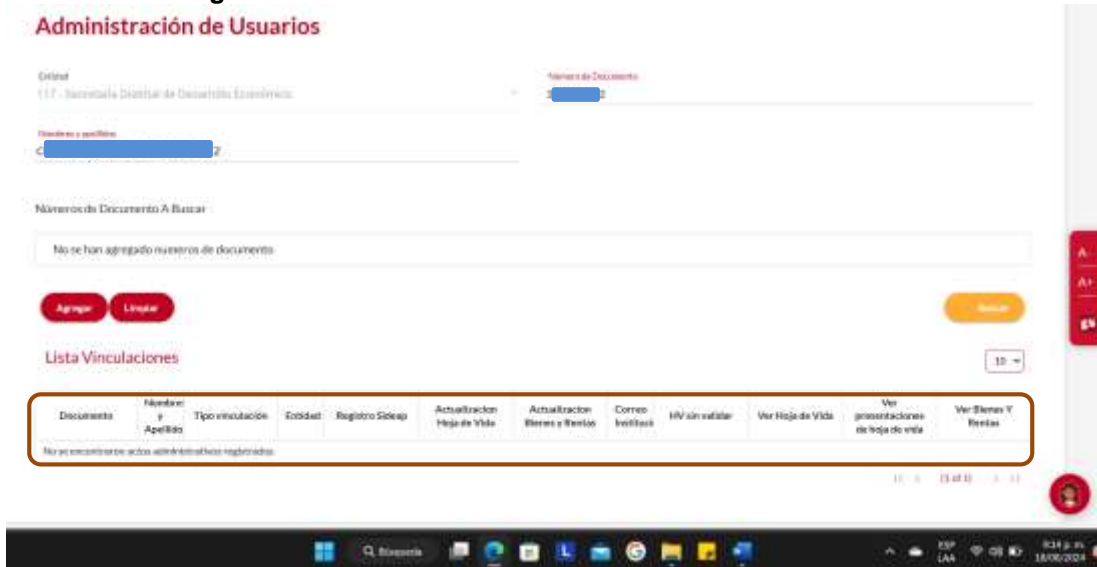 Administración de Usuarios
Entidad
Número de Documento
117 - Secretaría Distrital de Desarrollo Económico
Nombres y apellidos
Números de Documento A Buscar
No se han agregado numeros de documento
Agregar
Limpiar
Buscar
Lista Vinculaciones
10
Documento
Nombres y Apellido
Tipo vinculación
Entidad
Registro Sideap
Actualizacion Hoja de Vida
Actualizacion Bienes y Rentas
Correo
HV sin validar
Ver Hoja de Vida
Ver presentaciones de hoja de vida
Ver Bienes Y Rentas
No se encontraron actos administrativos registrados
(1 of 1)
A-
A+
Búsqueda
ESP
LAA
18/06/2024